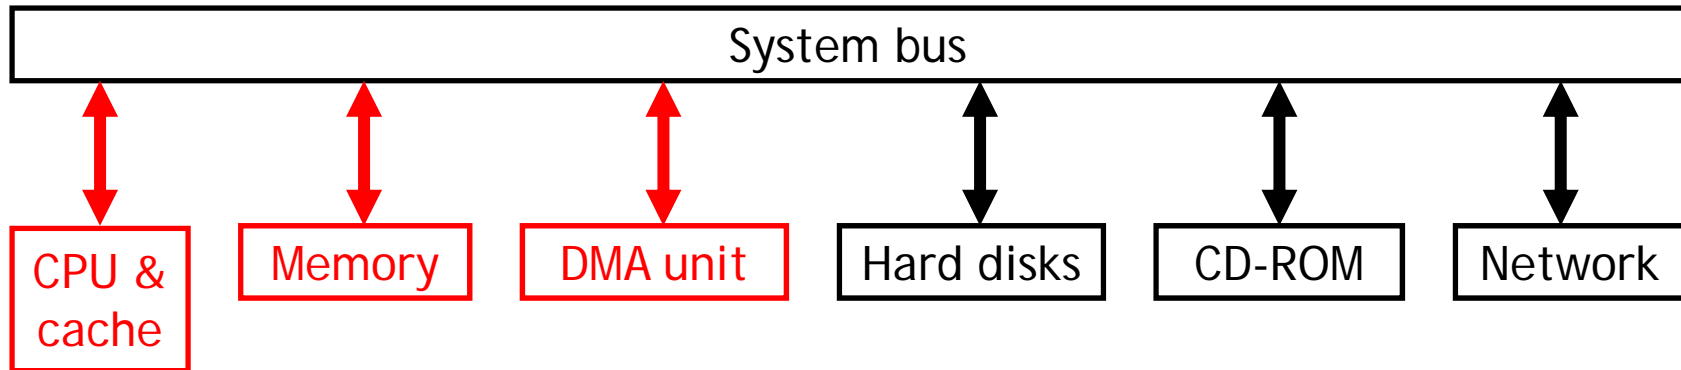 System bus
CPU &
cache
Memory
DMA unit
Hard disks
CD-ROM
Network